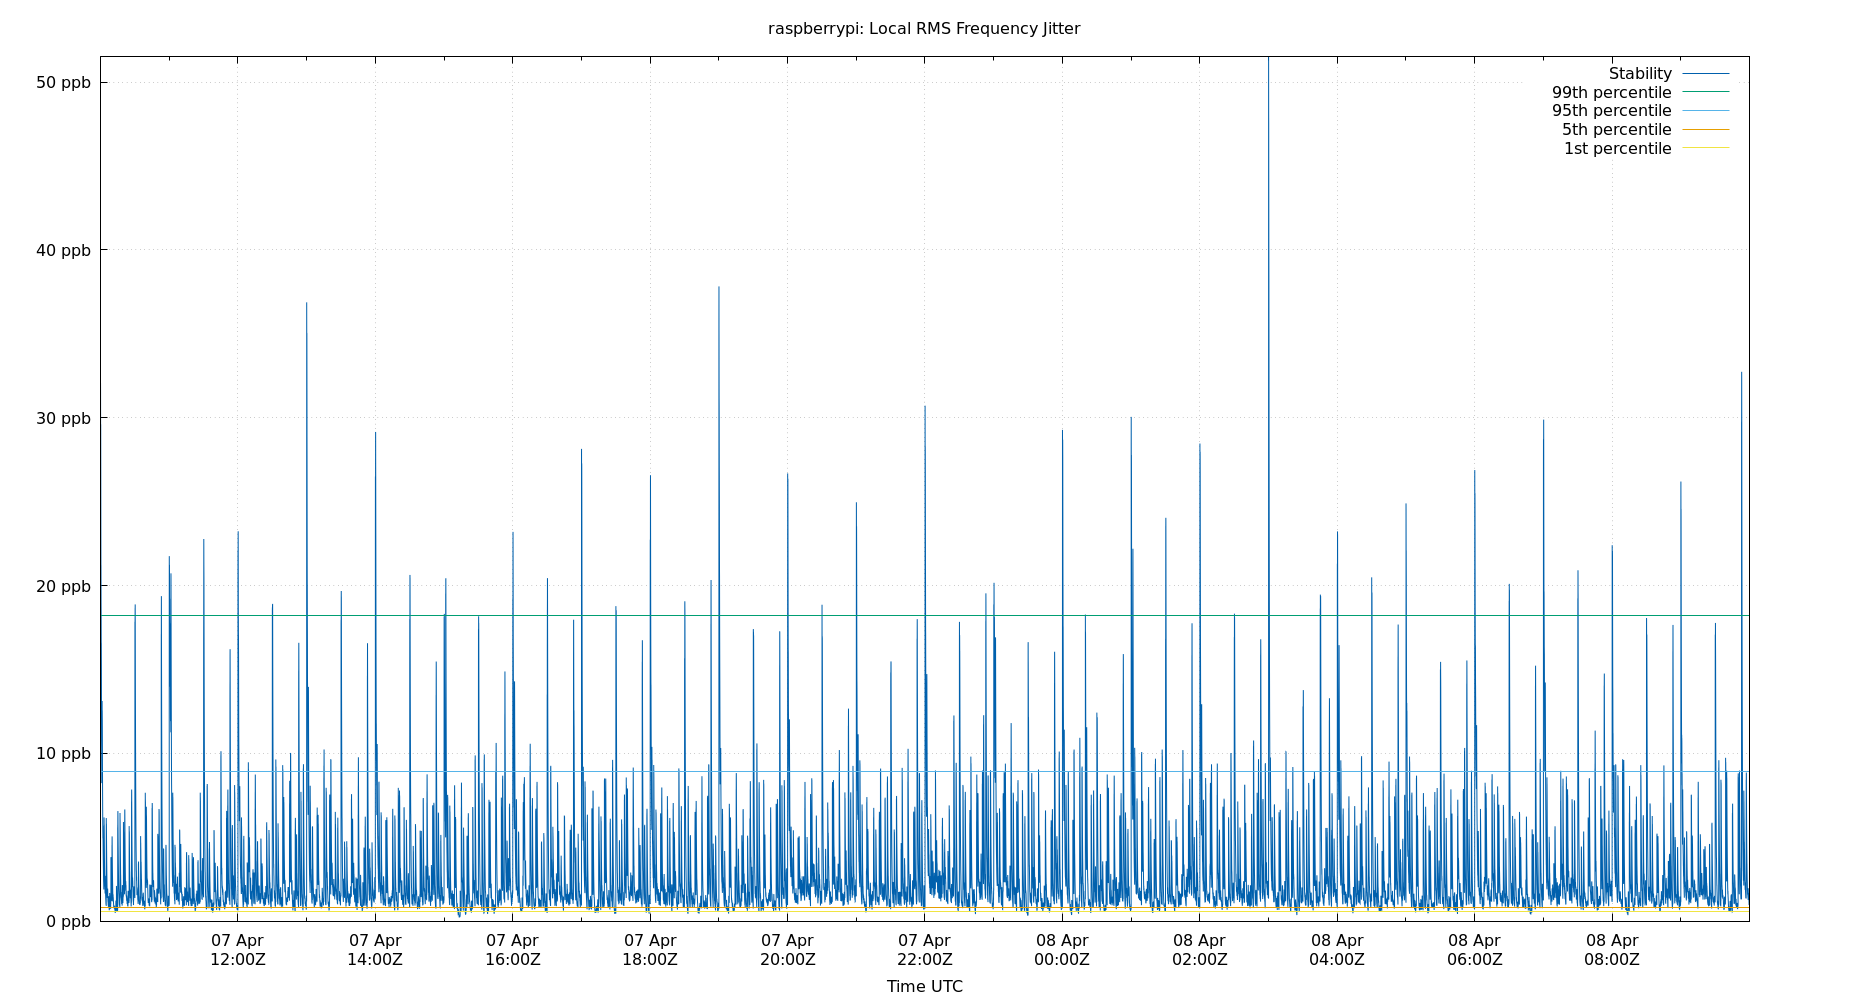 raspberrypi: Local RMS Frequency Jitter
50 ppb
40 ppb
30 ppb
20 ppb
10 ppb
0 ppb
Stability
99th percentile
95th percentile
5th percentile
1st percentile
07 Apr
12:00Z
07 Apr
14:00Z
07 Apr
16:00Z
07 Apr
18:00Z
07 Apr
20:00Z
07 Apr
22:00Z
08 Apr
00:00Z
08 Apr
02:00Z
08 Apr
04:00Z
08 Apr
06:00Z
08 Apr
08:00Z
Time UTC